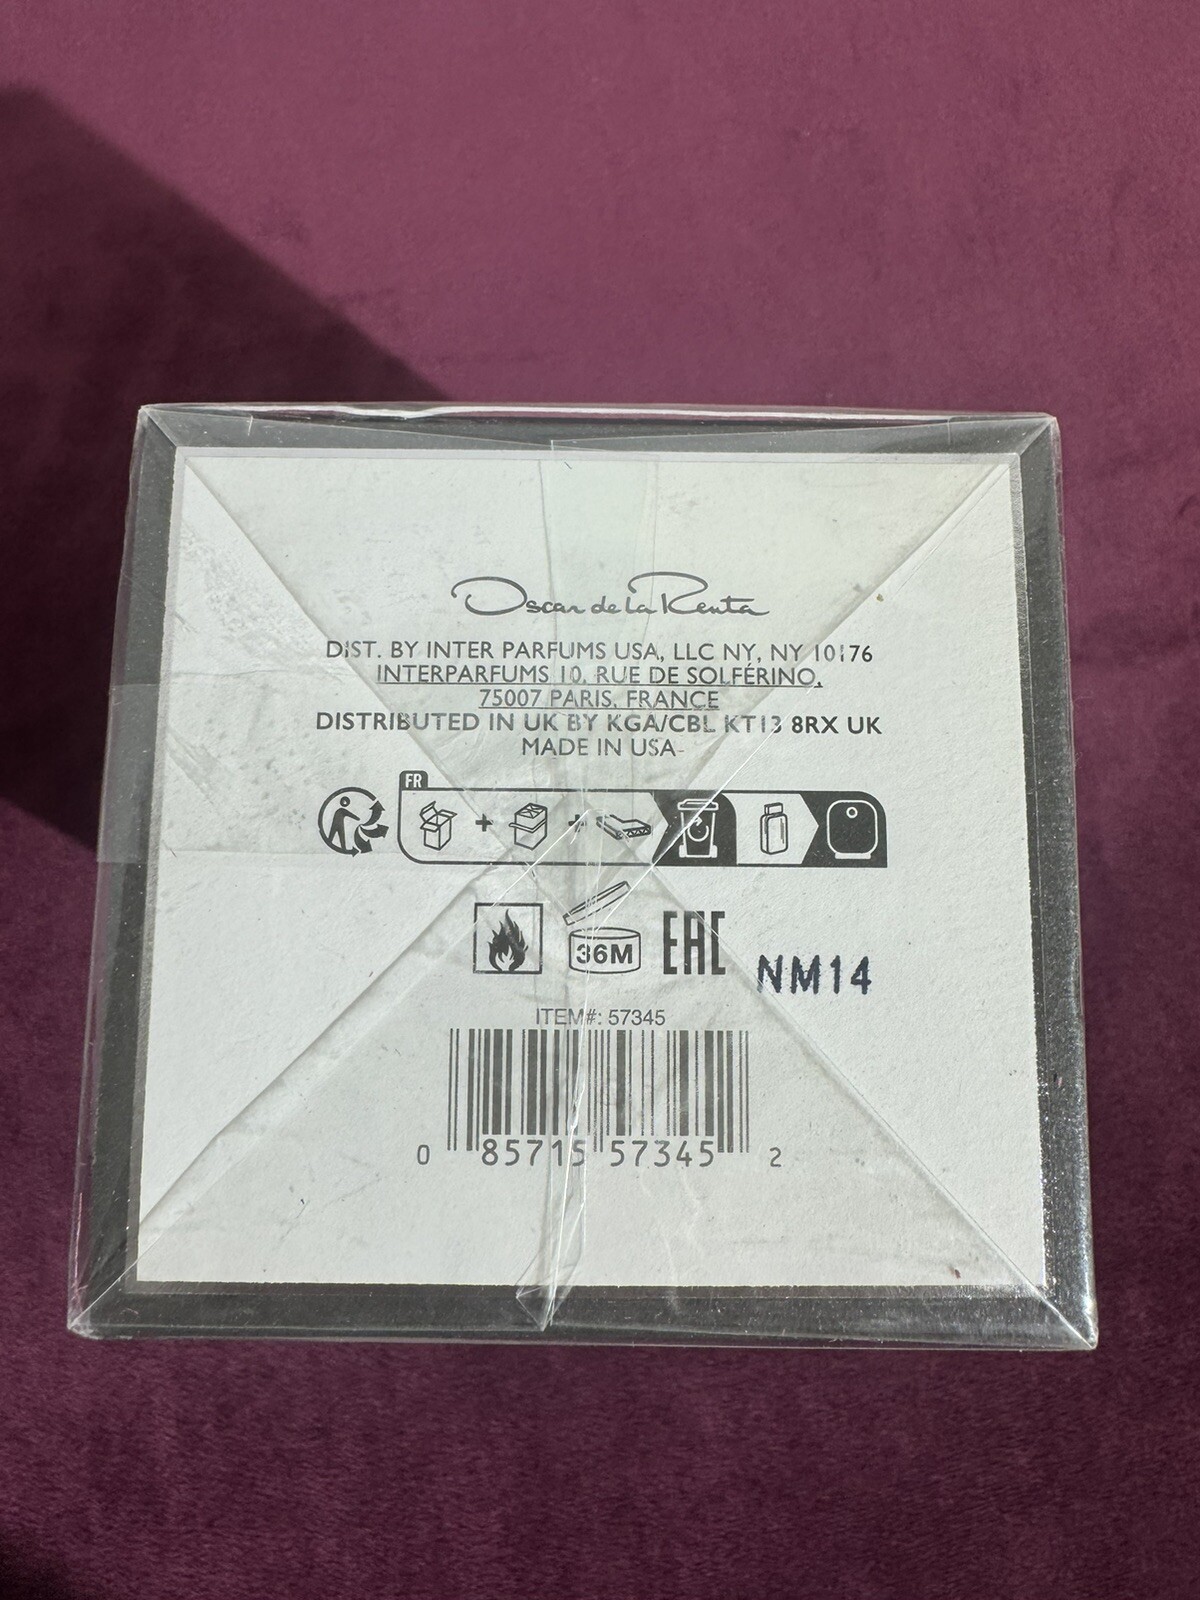 Oscar de la Renta
DIST. BY INTER PARFUMS USA, LLC NY, NY 10176
INTERPARFUMS 10, RUE DE SOLFÉRINO,
75007 PARIS, FRANCE
DISTRIBUTED IN UK BY KGA/CBL KT13 8RX UK
MADE IN USA
FR
36M
EAC
NM14
ITEM#: 57345
0 85715 57345 2